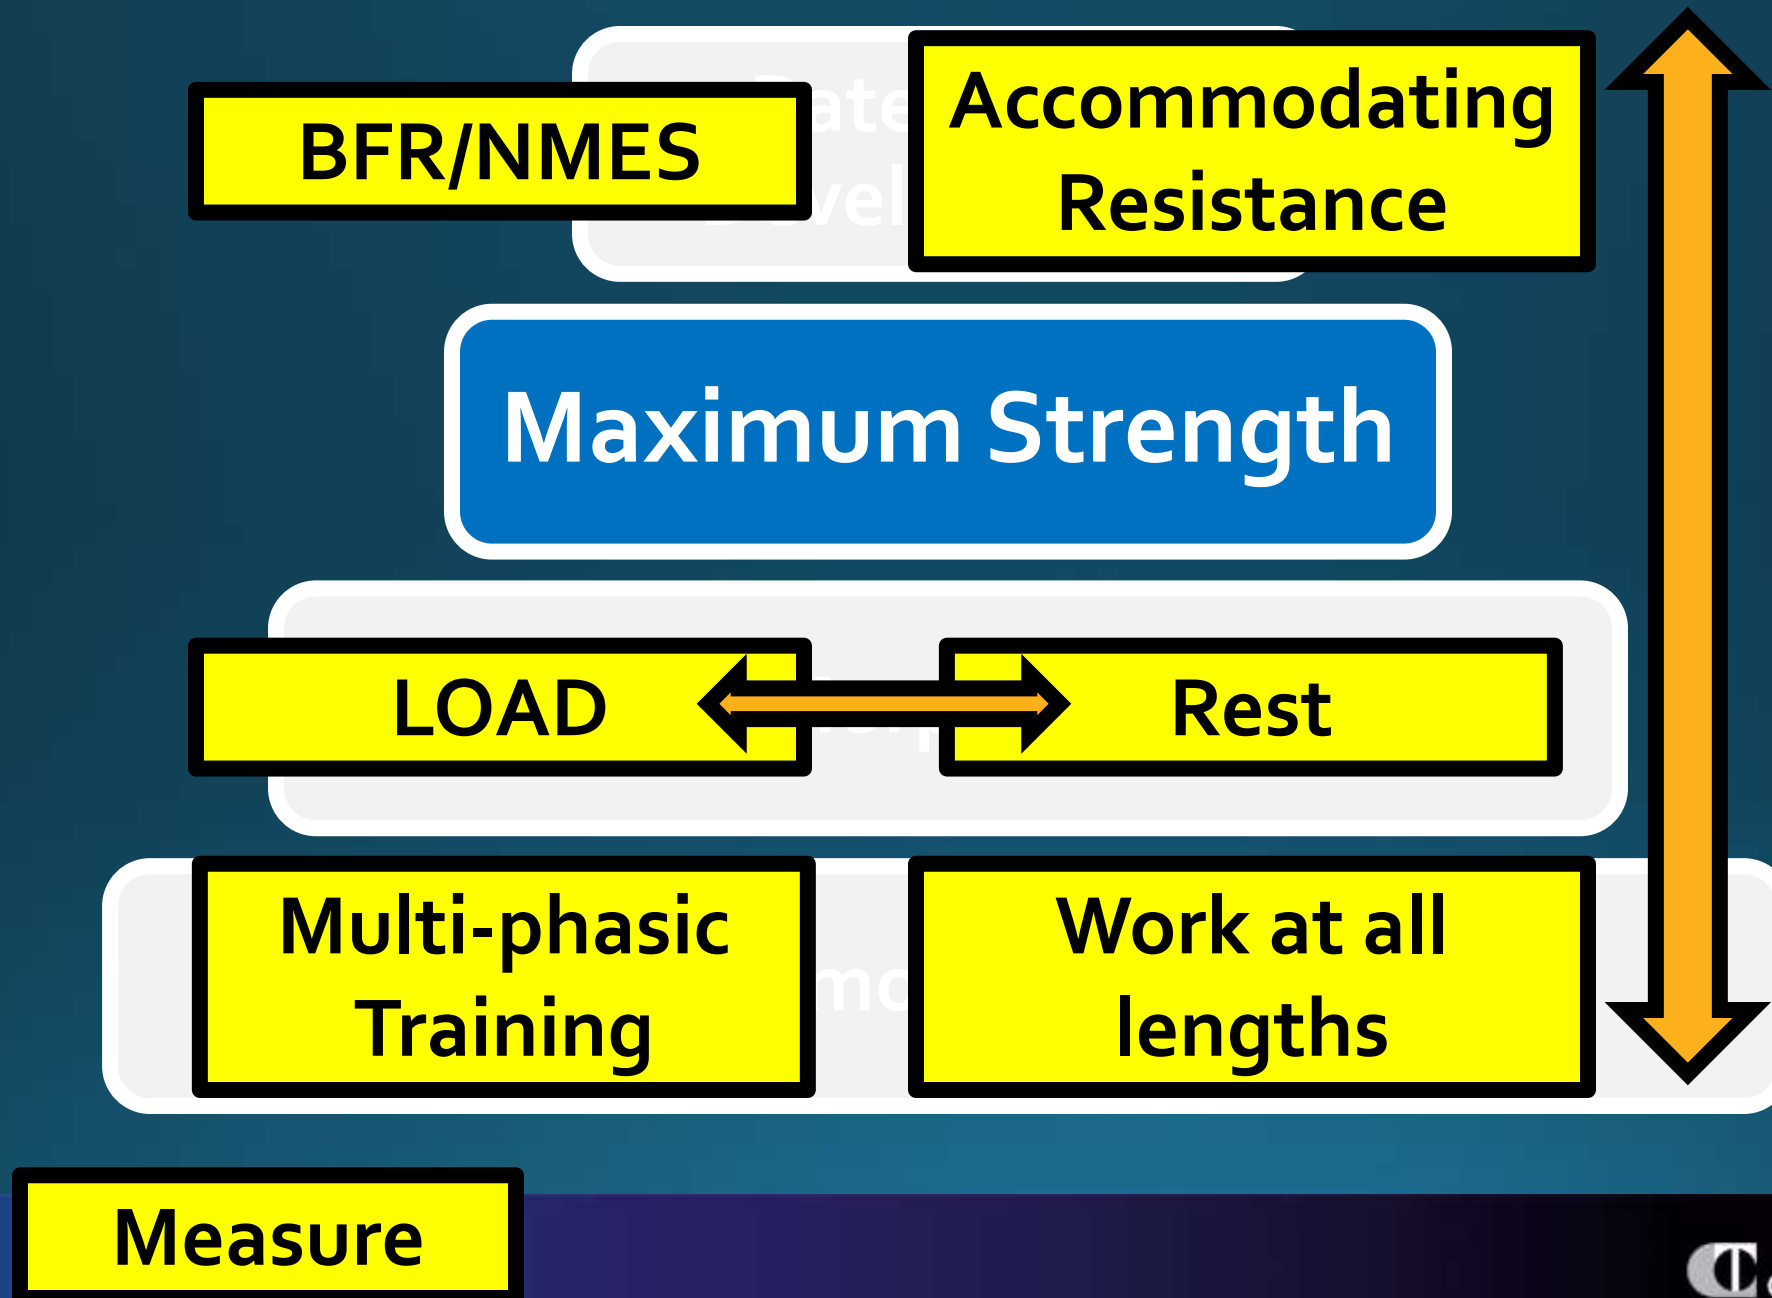 BFR/NMES
Accommodating
Resistance
Maximum Strength
LOAD
Rest
Multi-phasic
Training
Work at all
lengths
Measure